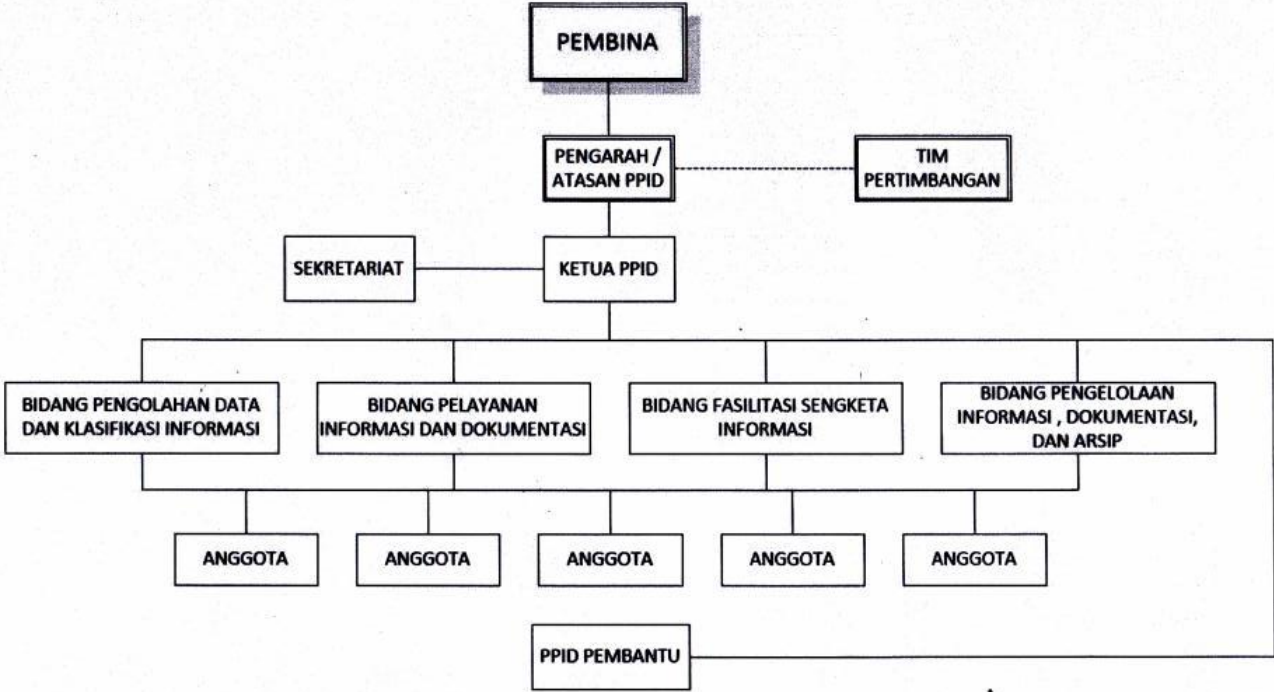 PEMBINA
PENGARAH /
ATASAN PPID
TIM
PERTIMBANGAN
SEKRETARIAT
KETUA PPID
BIDANG PENGOLAHAN DATA
DAN KLASIFIKASI INFORMASI
BIDANG PELAYANAN
INFORMASI DAN DOKUMENTASI
BIDANG FASILITASI SENGKETA
INFORMASI
BIDANG PENGELOLAAN
INFORMASI , DOKUMENTASI,
DAN ARSIP
ANGGOTA
ANGGOTA
ANGGOTA
ANGGOTA
ANGGOTA
PPID PEMBANTU